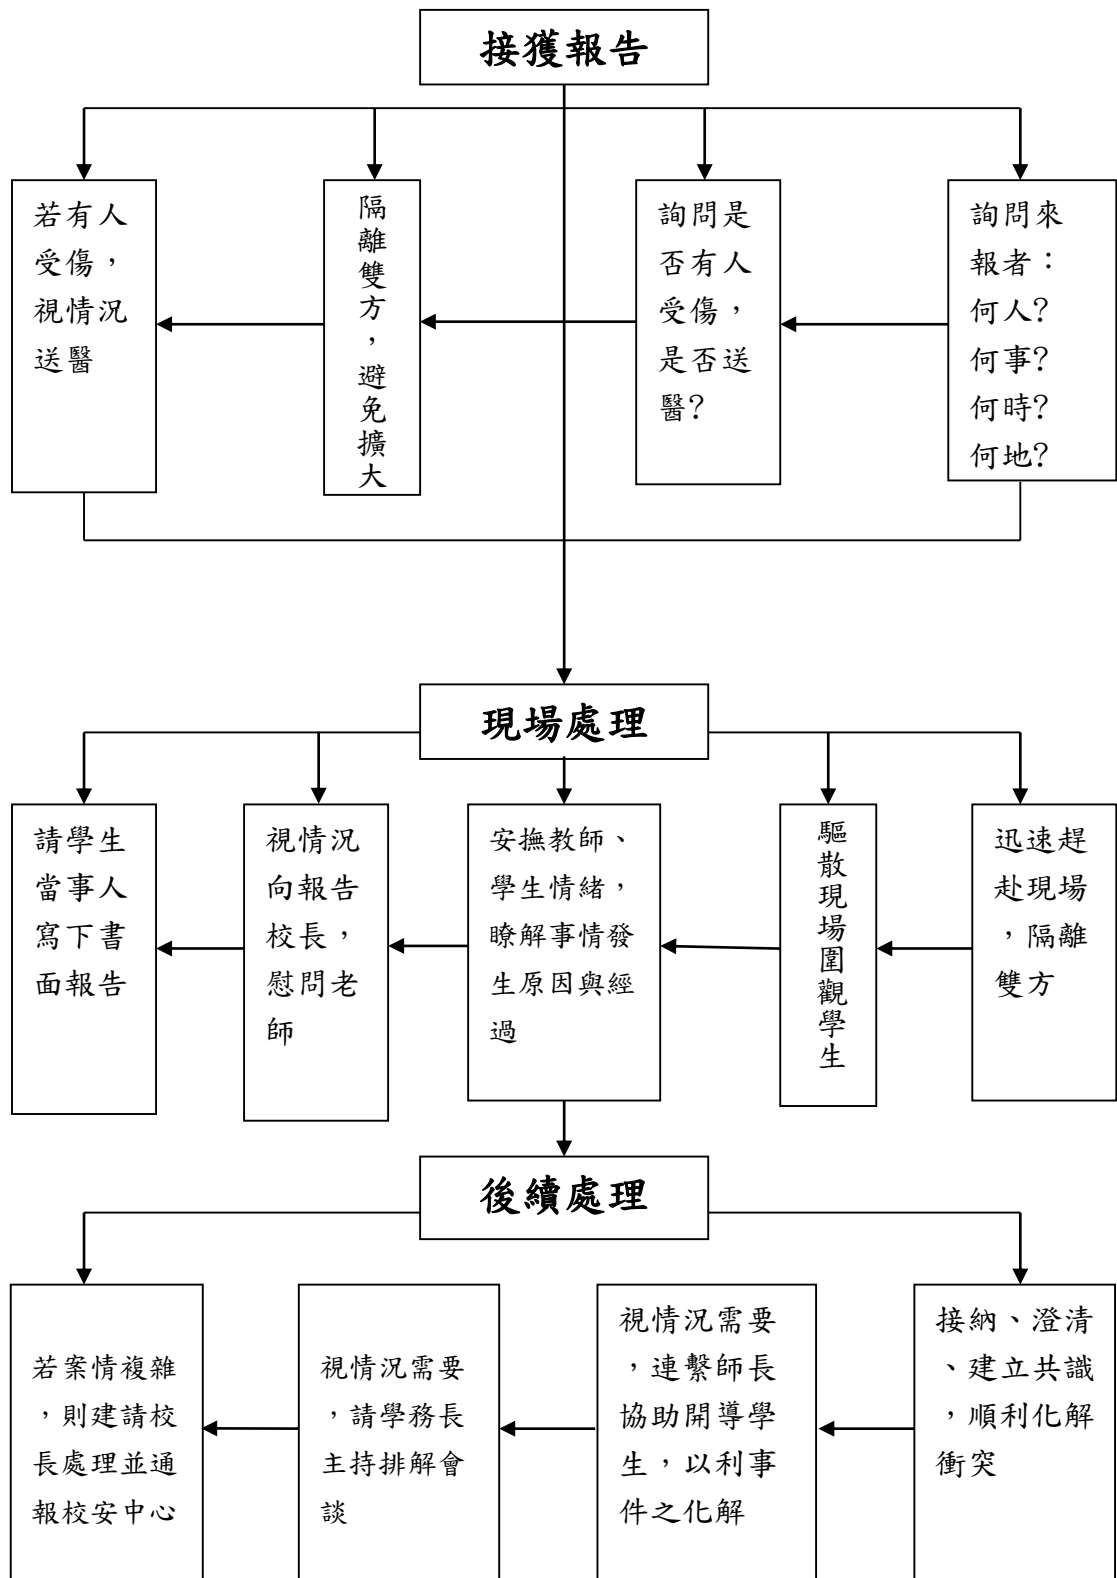 接獲報告
若有人
受傷，
視情況
送醫
隔離雙方，避免擴大
詢問是
否有人
受傷，
是否送
醫?
詢問來
報者：
何人?
何事?
何時?
何地?
現場處理
請學生
當事人
寫下書
面報告
視情況
向報告
校長，
慰問老
師
安撫教師、
學生情緒，
瞭解事情發
生原因與經
過
驅散現場圍觀學生
迅速趕
赴現場
，隔離
雙方
後續處理
若案情複雜
，則建請校
長處理並通
報校安中心
視情況需要
，請學務長
主持排解會
談
視情況需要
，連繫師長
協助開導學
生，以利事
件之化解
接納、澄清
、建立共識
，順利化解
衝突